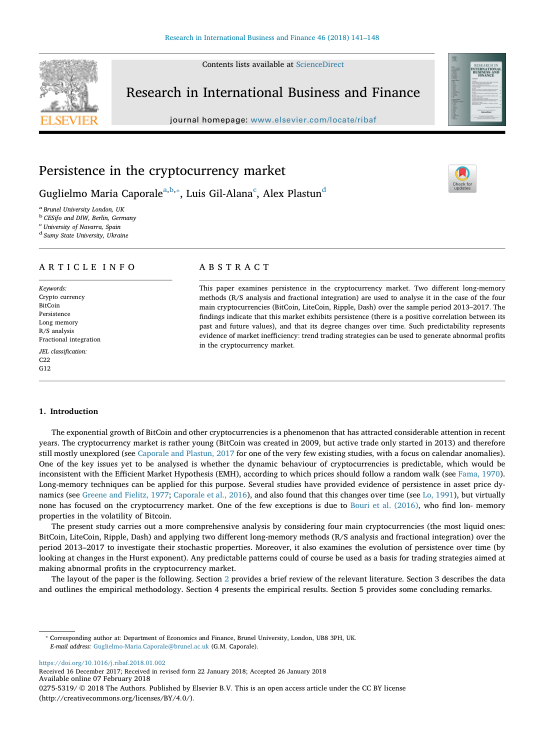 Research in International Business and Finance 46 (2018) 141–148
Contents lists available at ScienceDirect
Research in International Business and Finance
journal homepage: www.elsevier.com/locate/ribaf
ELSEVIER
Check for
updates
Persistence in the cryptocurrency market
Guglielmo Maria Caporale a,b,⁎, Luis Gil-Alana c, Alex Plastun d
a Brunel University London, UK
b CESifo and DIW, Berlin, Germany
c University of Navarra, Spain
d Sumy State University, Ukraine
ARTICLE INFO
Keywords:
Crypto currency
BitCoin
Persistence
Long memory
R/S analysis
Fractional integration
JEL classification:
C22
G12
ABSTRACT
This paper examines persistence in the cryptocurrency market. Two different long-memory
methods (R/S analysis and fractional integration) are used to analyse it in the case of the four
main cryptocurrencies (BitCoin, LiteCoin, Ripple, Dash) over the sample period 2013–2017. The
findings indicate that this market exhibits persistence (there is a positive correlation between its
past and future values), and that its degree changes over time. Such predictability represents
evidence of market inefficiency: trend trading strategies can be used to generate abnormal profits
in the cryptocurrency market.
1. Introduction
The exponential growth of BitCoin and other cryptocurrencies is a phenomenon that has attracted considerable attention in recent
years. The cryptocurrency market is rather young (BitCoin was created in 2009, but active trade only started in 2013) and therefore
still mostly unexplored (see Caporale and Plastun, 2017 for one of the very few existing studies, with a focus on calendar anomalies).
One of the key issues yet to be analysed is whether the dynamic behaviour of cryptocurrencies is predictable, which would be
inconsistent with the Efficient Market Hypothesis (EMH), according to which prices should follow a random walk (see Fama, 1970).
Long-memory techniques can be applied for this purpose. Several studies have provided evidence of persistence in asset price dy-
namics (see Greene and Fielitz, 1977; Caporale et al., 2016), and also found that this changes over time (see Lo, 1991), but virtually
none has focused on the cryptocurrency market. One of the few exceptions is due to Bouri et al. (2016), who find lon- memory
properties in the volatility of Bitcoin.
The present study carries out a more comprehensive analysis by considering four main cryptocurrencies (the most liquid ones:
BitCoin, LiteCoin, Ripple, Dash) and applying two different long-memory methods (R/S analysis and fractional integration) over the
period 2013–2017 to investigate their stochastic properties. Moreover, it also examines the evolution of persistence over time (by
looking at changes in the Hurst exponent). Any predictable patterns could of course be used as a basis for trading strategies aimed at
making abnormal profits in the cryptocurrency market.
The layout of the paper is the following. Section 2 provides a brief review of the relevant literature. Section 3 describes the data
and outlines the empirical methodology. Section 4 presents the empirical results. Section 5 provides some concluding remarks.
⁎ Corresponding author at: Department of Economics and Finance, Brunel University, London, UB8 3PH, UK.
E-mail address: Guglielmo-Maria.Caporale@brunel.ac.uk (G.M. Caporale).
https://doi.org/10.1016/j.ribaf.2018.01.002
Received 16 December 2017; Received in revised form 22 January 2018; Accepted 26 January 2018
Available online 07 February 2018
0275-5319/ © 2018 The Authors. Published by Elsevier B.V. This is an open access article under the CC BY license
(http://creativecommons.org/licenses/BY/4.0/).